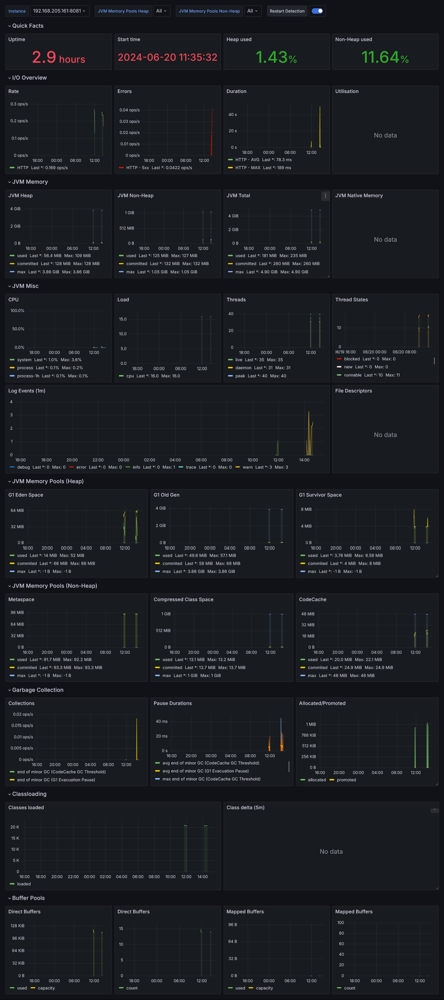 Instance 192.168.205.161:8081 JVM Memory Pools Heap All JVM Memory Pools Non-Heap All Restart Detection
Quick Facts
Uptime
2.9 hours
Start time
2024-06-20 11:35:32
Heap used
1.43%
Non-Heap used
11.64%
I/O Overview
Rate
0.3 ops/s
0.2 ops/s
0.1 ops/s
0 ops/s
18:00 00:00 06:00 12:00
HTTP Last *: 0.169 ops/s
Errors
0.04 ops/s
0.03 ops/s
0.02 ops/s
0.01 ops/s
0 ops/s
18:00 00:00 06:00 12:00
HTTP - 5xx Last *: 0.0422 ops/s
Duration
40 s
20 s
0 s
18:00 00:00 06:00 12:00
HTTP - AVG Last *: 78.3 ms
HTTP - MAX Last *: 189 ms
Utilisation
No data
JVM Memory
JVM Heap
4 GiB
2 GiB
0 B
18:00 00:00 06:00 12:00
used Last *: 56.4 MiB Max: 109 MiB
committed Last *: 128 MiB Max: 128 MiB
max Last *: 3.86 GiB Max: 3.86 GiB
JVM Non-Heap
1 GiB
512 MiB
0 B
18:00 00:00 06:00 12:00
used Last *: 125 MiB Max: 127 MiB
committed Last *: 132 MiB Max: 132 MiB
max Last *: 1.05 GiB Max: 1.05 GiB
JVM Total
4 GiB
2 GiB
0 B
18:00 00:00 06:00 12:00
used Last *: 181 MiB Max: 235 MiB
committed Last *: 260 MiB Max: 260 MiB
max Last *: 4.90 GiB Max: 4.90 GiB
JVM Native Memory
No data
JVM Misc
CPU
100.0%
50.0%
0.0%
18:00 00:00 06:00 12:00
system Last *: 1.0% Max: 3.6%
process Last *: 0.1% Max: 0.2%
process-1h Last *: 0.1% Max: 0.1%
Load
15.0
10.0
5.0
0.0
18:00 00:00 06:00 12:00
cpu Last *: 16.0 Max: 16.0
Threads
40
20
0
18:00 00:00 06:00 12:00
live Last *: 35 Max: 35
daemon Last *: 31 Max: 31
peak Last *: 40 Max: 40
Thread States
10
0
06/19 16:00 06/20 00:00 06/20 08:00
blocked Last *: 0 Max: 0
new Last *: 0 Max: 0
runnable Last *: 10 Max: 11
Log Events (1m)
4
3
2
1
0
16:00 18:00 20:00 22:00 00:00 02:00 04:00 06:00 08:00 10:00 12:00 14:00
debug Last *: 0 Max: 0 error Last *: 0 Max: 0 info Last *: 0 Max: 1 trace Last *: 0 Max: 0 warn Last *: 3 Max: 3
File Descriptors
No data
JVM Memory Pools (Heap)
G1 Eden Space
64 MiB
32 MiB
0 B
16:00 20:00 00:00 04:00 08:00 12:00
used Last *: 14 MiB Max: 52 MiB
commited Last *: 66 MiB Max: 66 MiB
max Last *: -1 B Max: -1 B
G1 Old Gen
4 GiB
2 GiB
0 B
16:00 20:00 00:00 04:00 08:00 12:00
used Last *: 49.6 MiB Max: 57.1 MiB
commited Last *: 58 MiB Max: 68 MiB
max Last *: 3.86 GiB Max: 3.86 GiB
G1 Survivor Space
8 MiB
4 MiB
0 B
16:00 20:00 00:00 04:00 08:00 12:00
used Last *: 3.78 MiB Max: 6.58 MiB
commited Last *: 4 MiB Max: 8 MiB
max Last *: -1 B Max: -1 B
JVM Memory Pools (Non-Heap)
Metaspace
96 MiB
64 MiB
32 MiB
0 B
16:00 20:00 00:00 04:00 08:00 12:00
used Last *: 91.7 MiB Max: 92.2 MiB
commited Last *: 93.3 MiB Max: 93.3 MiB
max Last *: -1 B Max: -1 B
Compressed Class Space
1 GiB
512 MiB
0 B
16:00 20:00 00:00 04:00 08:00 12:00
used Last *: 13.1 MiB Max: 13.2 MiB
commited Last *: 13.7 MiB Max: 13.7 MiB
max Last *: 1 GiB Max: 1 GiB
CodeCache
48 MiB
32 MiB
16 MiB
0 B
16:00 20:00 00:00 04:00 08:00 12:00
used Last *: 20.0 MiB Max: 22.1 MiB
commited Last *: 24.9 MiB Max: 24.9 MiB
max Last *: 48 MiB Max: 48 MiB
Garbage Collection
Collections
0.02 ops/s
0.015 ops/s
0.01 ops/s
0.005 ops/s
0 ops/s
16:00 20:00 00:00 04:00 08:00 12:00
end of minor GC (CodeCache GC Threshold)
end of minor GC (G1 Evacuation Pause)
Pause Durations
40 ms
20 ms
0 s
16:00 20:00 00:00 04:00 08:00 12:00
avg end of minor GC (CodeCache GC Threshold)
avg end of minor GC (G1 Evacuation Pause)
max end of minor GC (CodeCache GC Threshold)
Allocated/Promoted
1 MiB
768 KiB
512 KiB
256 KiB
0 B
16:00 20:00 00:00 04:00 08:00 12:00
allocated promoted
Classloading
Classes loaded
20 K
15 K
10 K
5 K
0
16:00 18:00 20:00 22:00 00:00 02:00 04:00 06:00 08:00 10:00 12:00 14:00
loaded
Class delta (5m)
No data
Buffer Pools
Direct Buffers
128 KiB
96 KiB
64 KiB
32 KiB
0 B
18:00 00:00 06:00 12:00
used capacity
Direct Buffers
15
10
5
0
18:00 00:00 06:00 12:00
count
Mapped Buffers
96 B
64 B
32 B
0 B
18:00 00:00 06:00 12:00
used capacity
Mapped Buffers
100
80
60
40
20
0
18:00 00:00 06:00 12:00
count